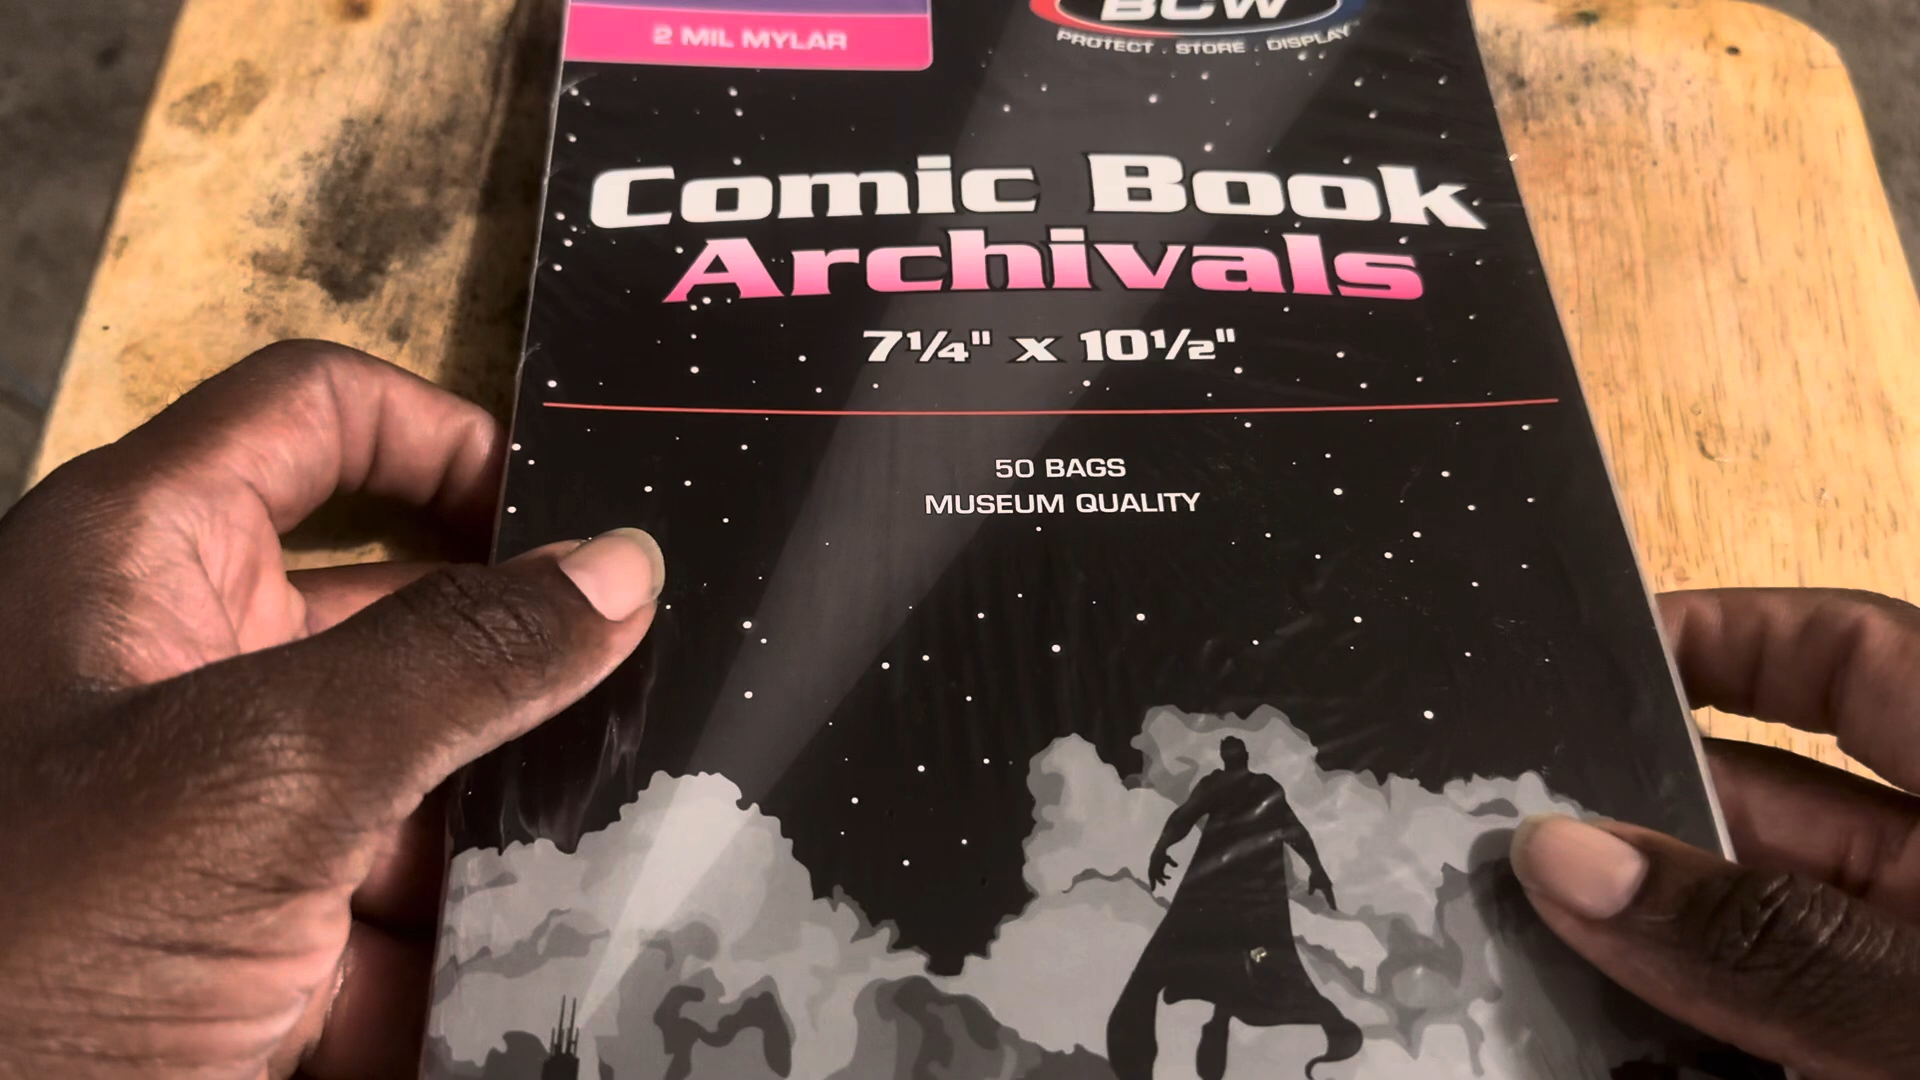 2 MIL MYLAR
BCW
PROTECT . STORE . DISPLAY
Comic Book
Archivals
7¼" x 10½"
50 BAGS
MUSEUM QUALITY